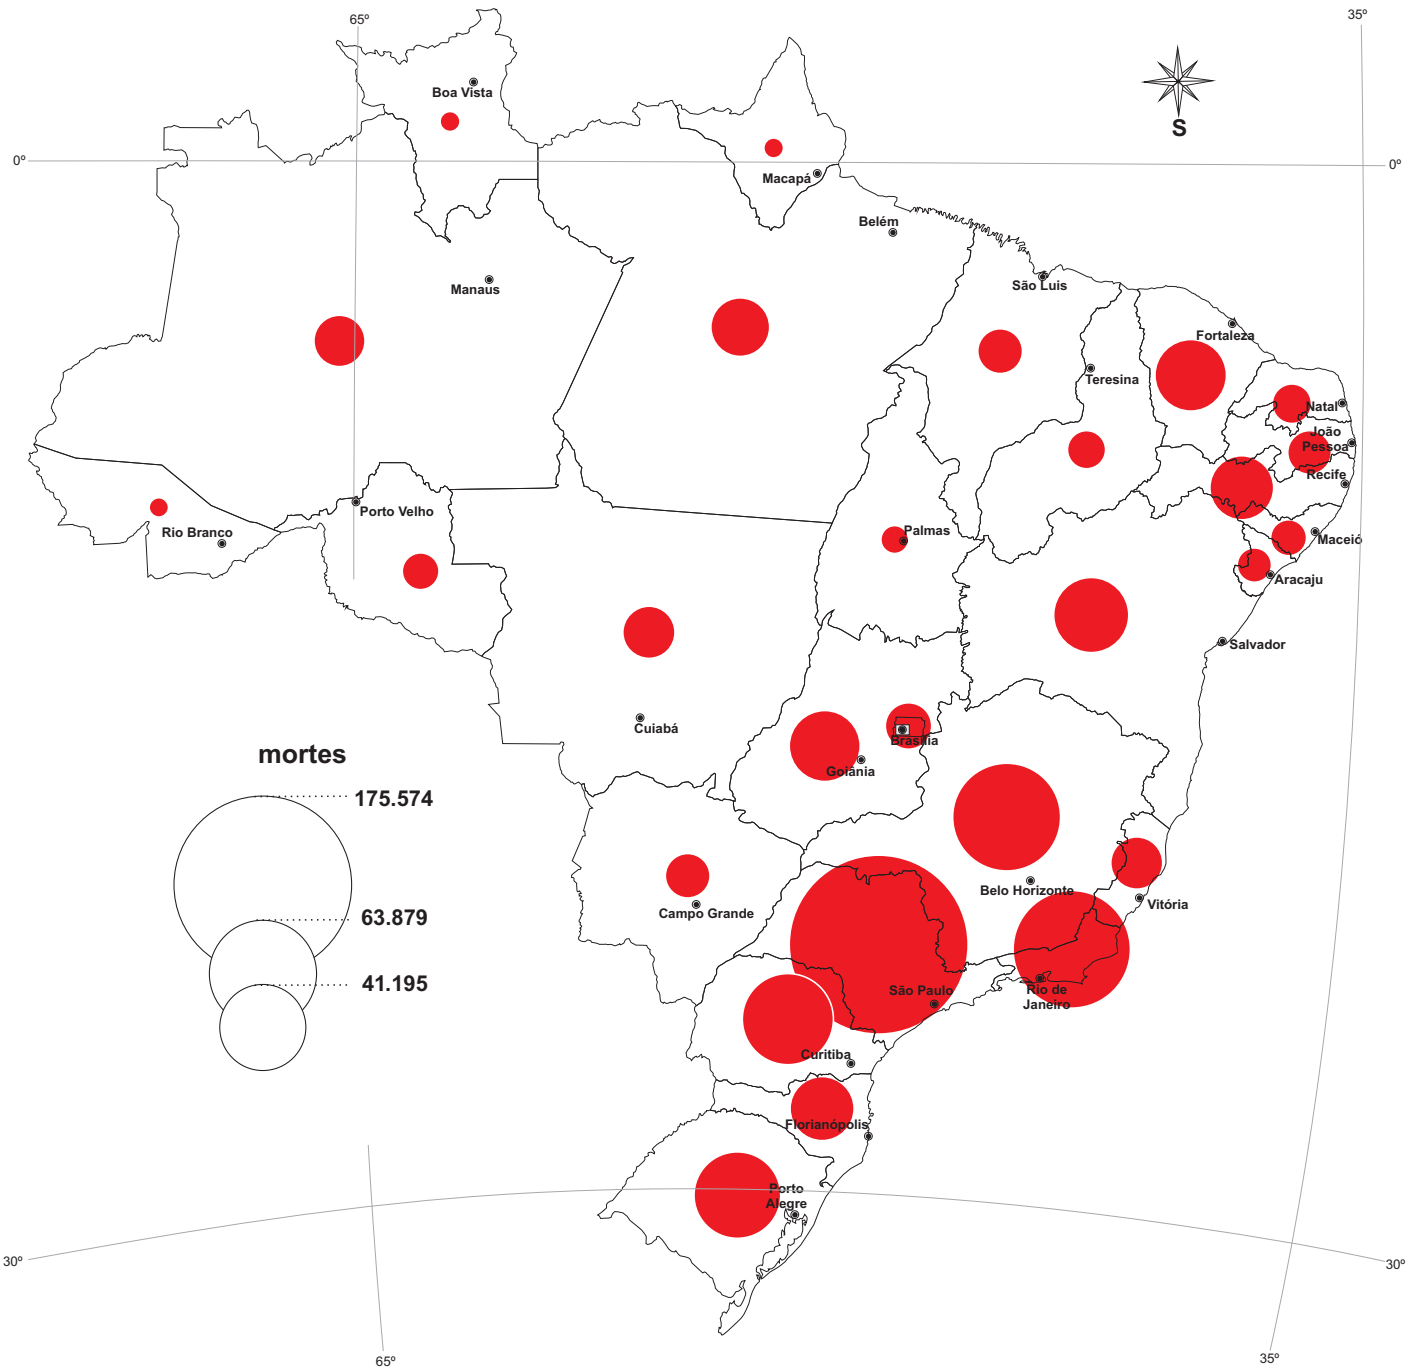 65º
35º
Boa Vista
S
0º
0º
Macapá
Belém
São Luis
Manaus
Fortaleza
Teresina
Natal
João
Pessoa
Recife
Porto Velho
Rio Branco
Palmas
Maceió
Aracaju
Salvador
Cuiabá
Brasília
Goiânia
mortes
175.574
63.879
41.195
Belo Horizonte
Vitória
Campo Grande
São Paulo
Rio de
Janeiro
Curitiba
Florianópolis
Porto
Alegre
30º
30º
65º
35º